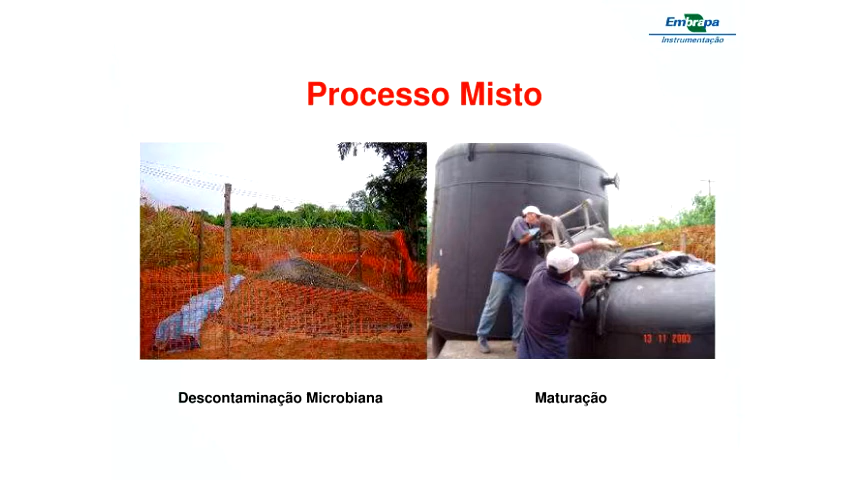 Embrapa
Instrumentação
Processo Misto
13 11 2003
Descontaminação Microbiana
Maturação